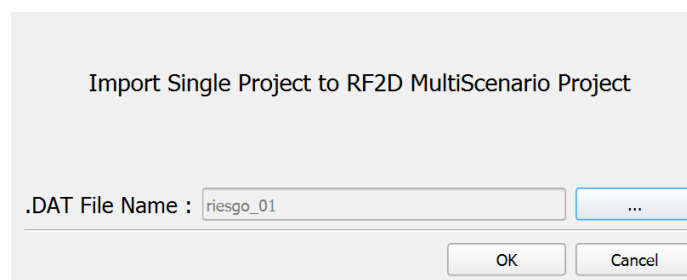 Import Single Project to RF2D MultiScenario Project
.DAT File Name : riesgo_01 ...
OK Cancel